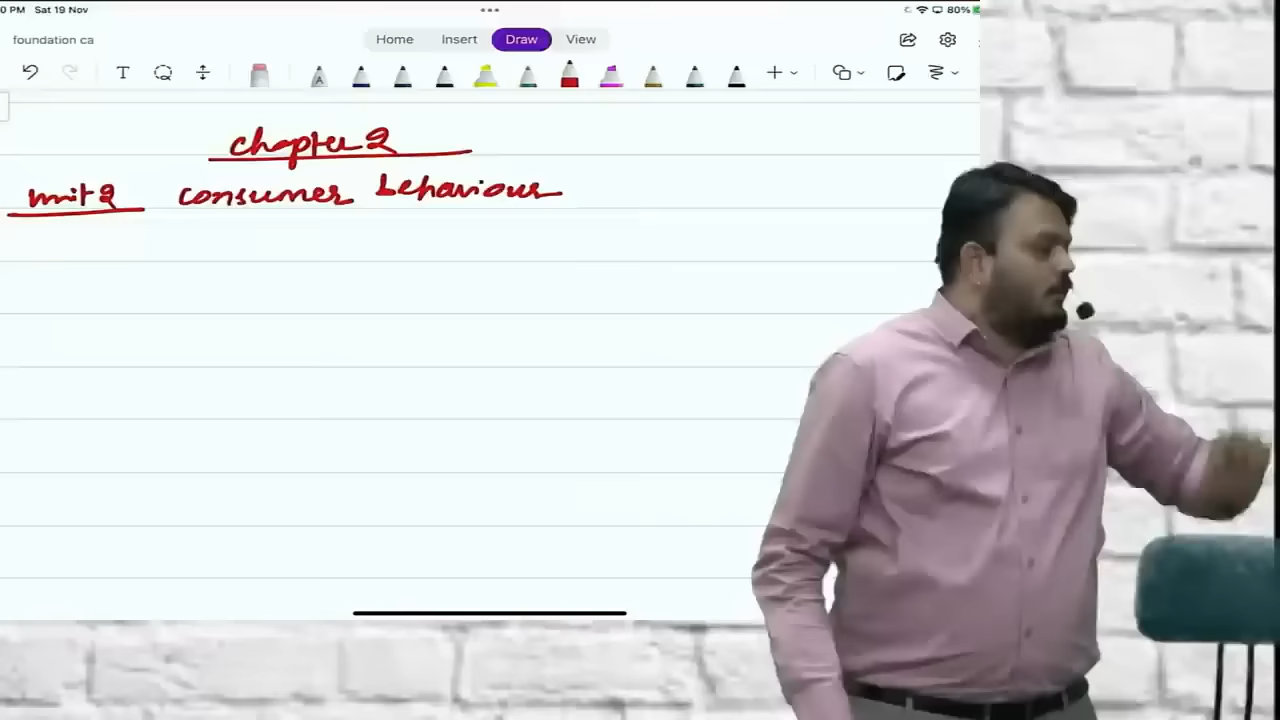 0 PM Sat 19 Nov
80%
foundation ca
Home Insert Draw View
T
A
chapter 2
unit 2 consumer behaviour